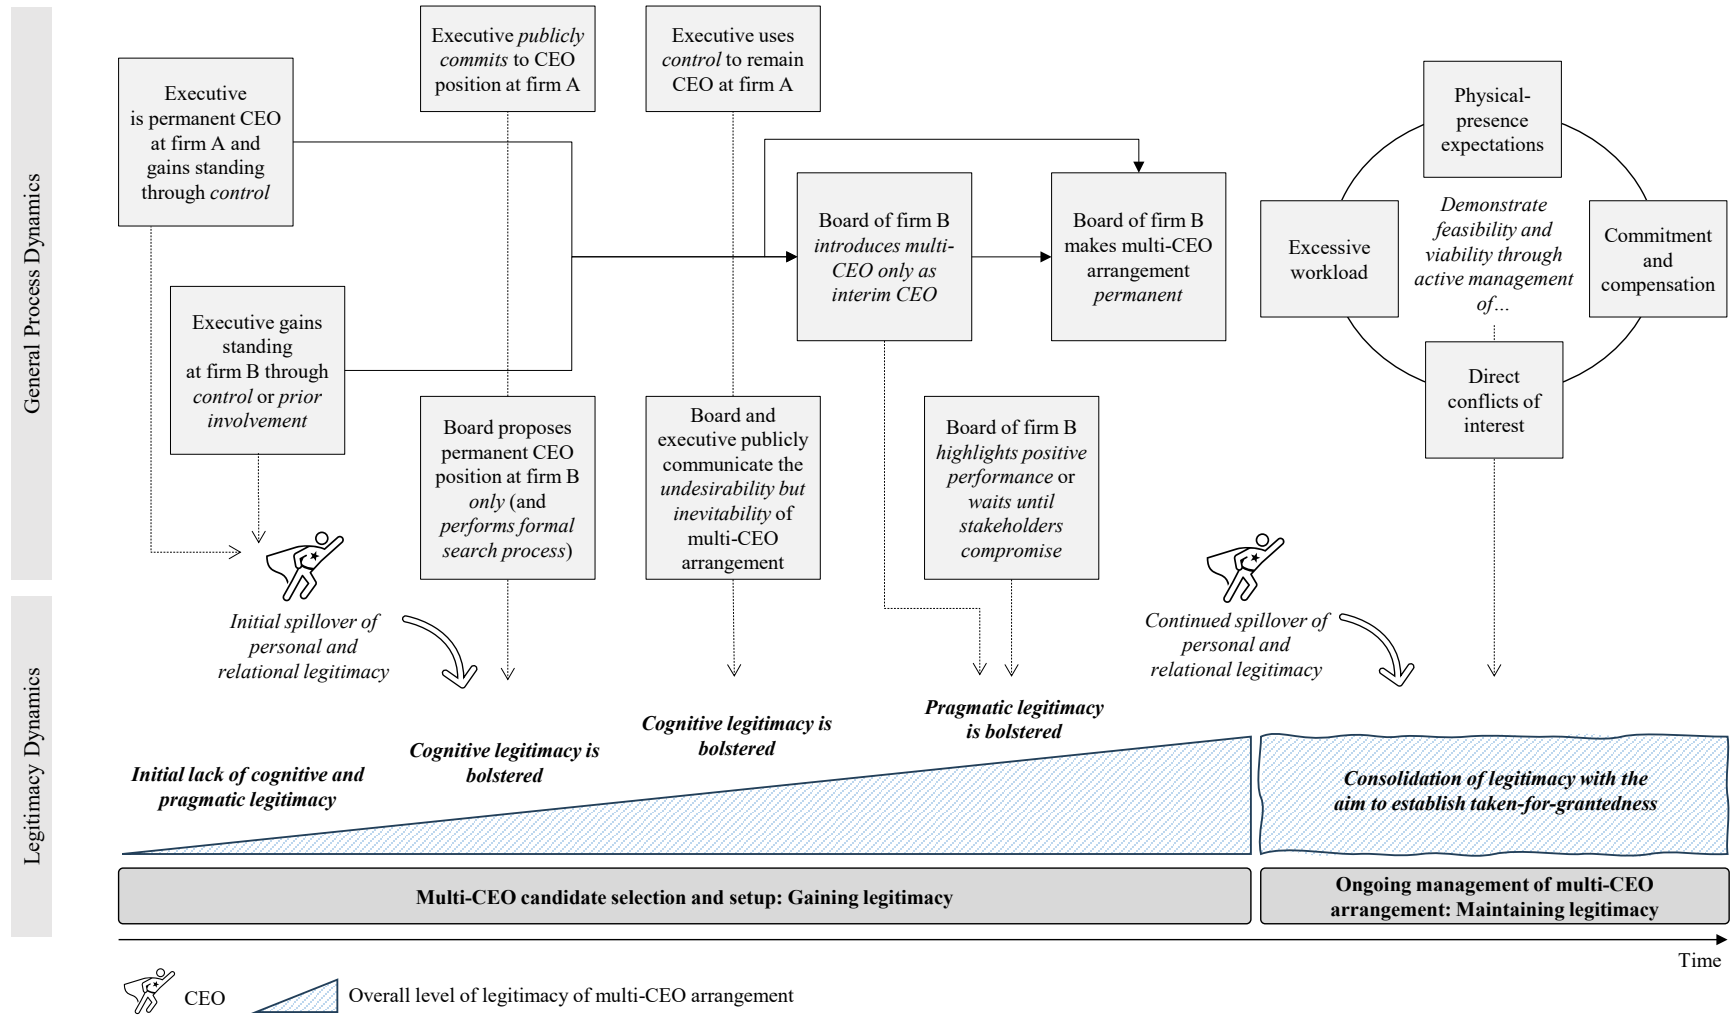 General Process Dynamics
Executive
is permanent CEO
at firm A and
gains standing
through control
Executive gains
standing
at firm B through
control or prior
involvement
Executive publicly
commits to CEO
position at firm A
Board proposes
permanent CEO
position at firm B
only (and
performs formal
search process)
Executive uses
control to remain
CEO at firm A
Board and
executive publicly
communicate the
undesirability but
inevitability of
multi-CEO
arrangement
Board of firm B
introduces multi-
CEO only as
interim CEO
Board of firm B
highlights positive
performance or
waits until
stakeholders
compromise
Board of firm B
makes multi-CEO
arrangement
permanent
Physical-
presence
expectations
Excessive
workload
Demonstrate
feasibility and
viability through
active management
of…
Commitment
and
compensation
Direct
conflicts of
interest
Legitimacy Dynamics
Initial spillover of
personal and
relational legitimacy
Continued spillover of
personal and
relational legitimacy
Initial lack of cognitive and
pragmatic legitimacy
Cognitive legitimacy is
bolstered
Cognitive legitimacy is
bolstered
Pragmatic legitimacy
is bolstered
Consolidation of legitimacy with the
aim to establish taken-for-grantedness
Multi-CEO candidate selection and setup: Gaining legitimacy
Ongoing management of multi-CEO
arrangement: Maintaining legitimacy
Time
CEO
Overall level of legitimacy of multi-CEO arrangement